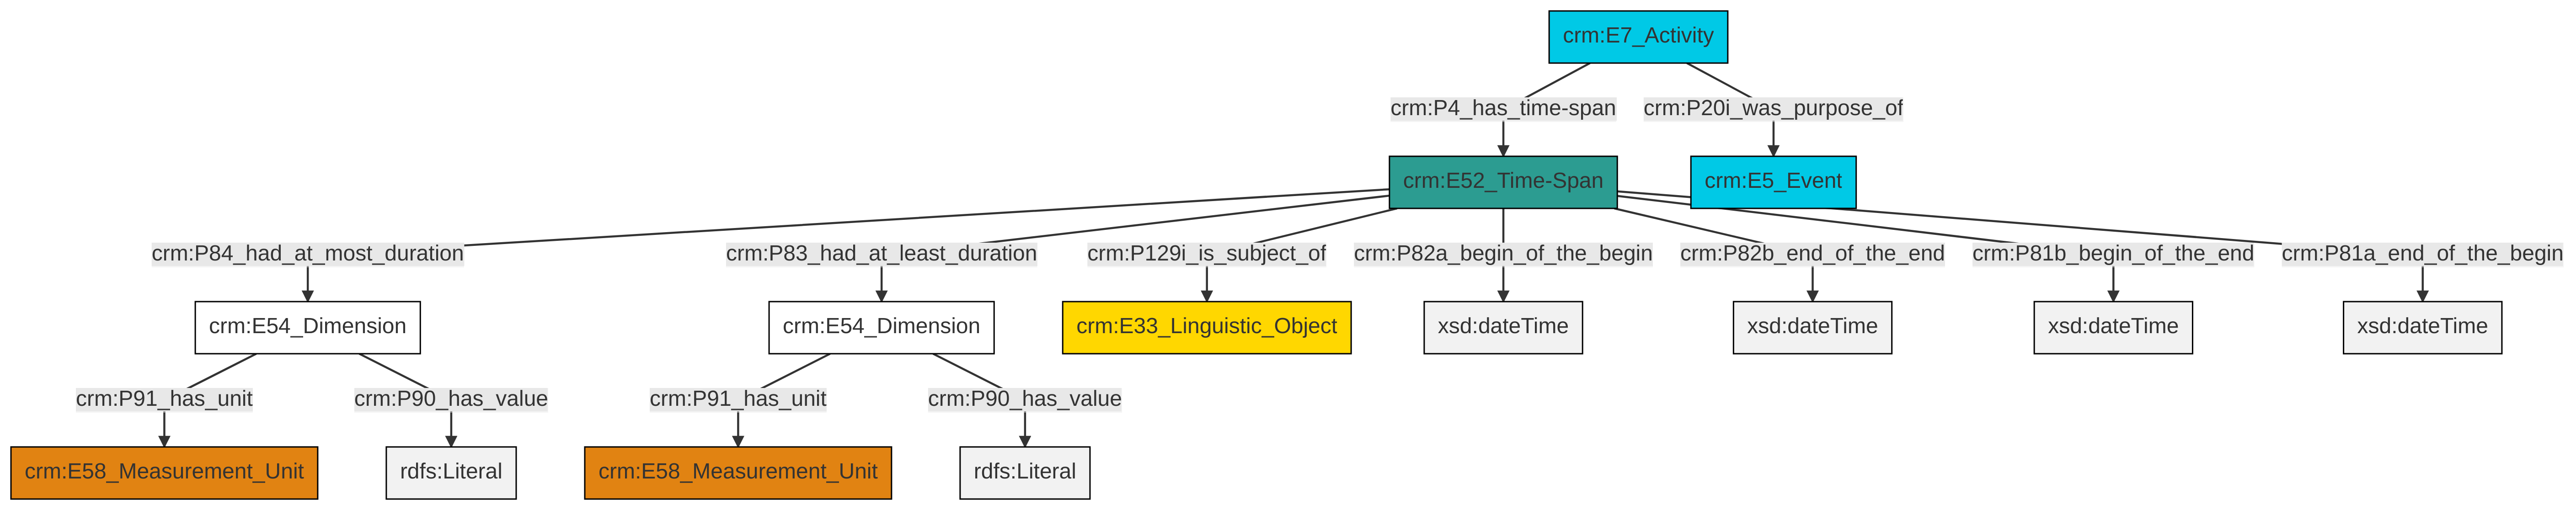 crm:E7_Activity
crm:P4_has_time-span
crm:P20i_was_purpose_of
crm:E52_Time-Span
crm:E5_Event
crm:P84_had_at_most_duration
crm:P83_had_at_least_duration
crm:P129i_is_subject_of
crm:P82a_begin_of_the_begin
crm:P82b_end_of_the_end
crm:P81b_begin_of_the_end
crm:P81a_end_of_the_begin
crm:E54_Dimension
crm:E54_Dimension
crm:E33_Linguistic_Object
xsd:dateTime
xsd:dateTime
xsd:dateTime
xsd:dateTime
crm:P91_has_unit
crm:P90_has_value
crm:P91_has_unit
crm:P90_has_value
crm:E58_Measurement_Unit
rdfs:Literal
crm:E58_Measurement_Unit
rdfs:Literal